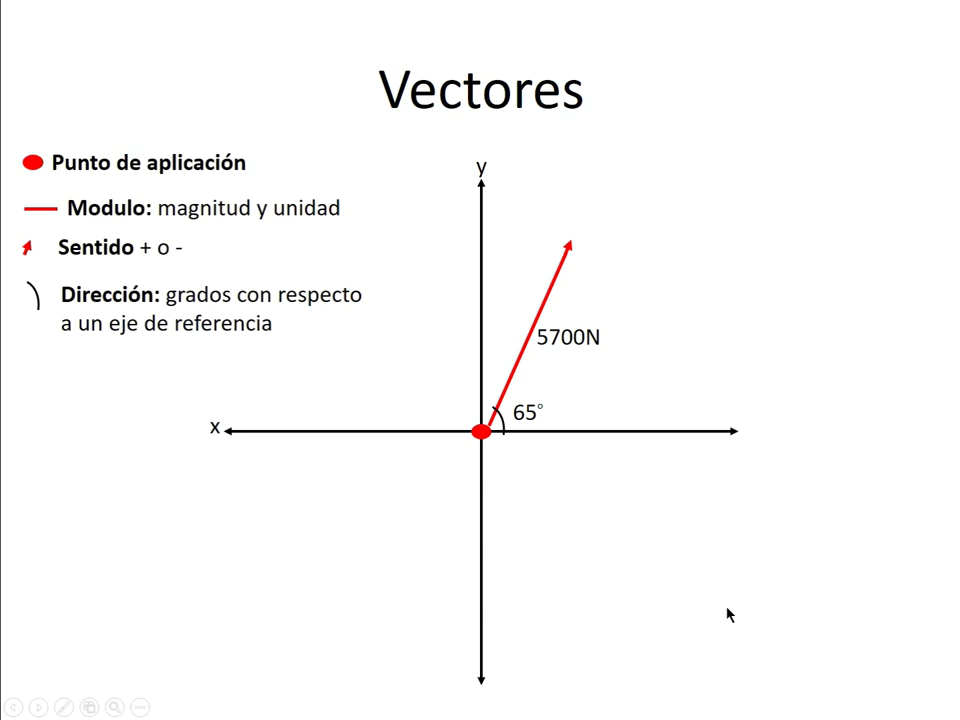 Vectores
Punto de aplicación
Modulo: magnitud y unidad
Sentido + o -
Dirección: grados con respecto
a un eje de referencia
y
5700N
65°
x